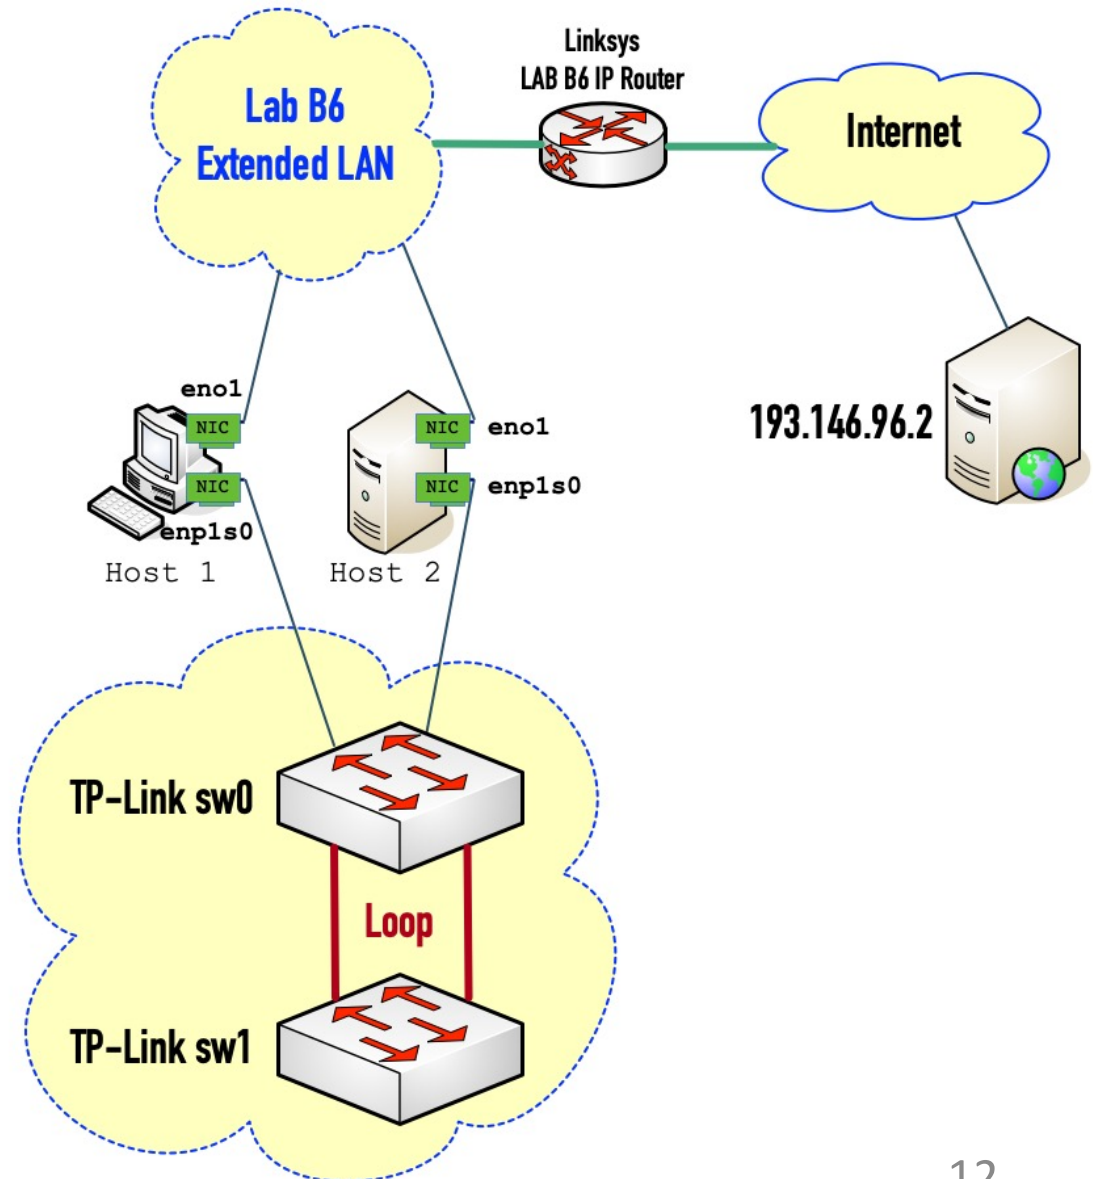 Linksys
LAB B6 IP Router
Lab B6
Extended LAN
Internet
eno1
NIC
NIC
eno1
193.146.96.2
NIC
NIC
enp1s0
enp1s0
Host 1
Host 2
TP-Link sw0
Loop
TP-Link sw1
12